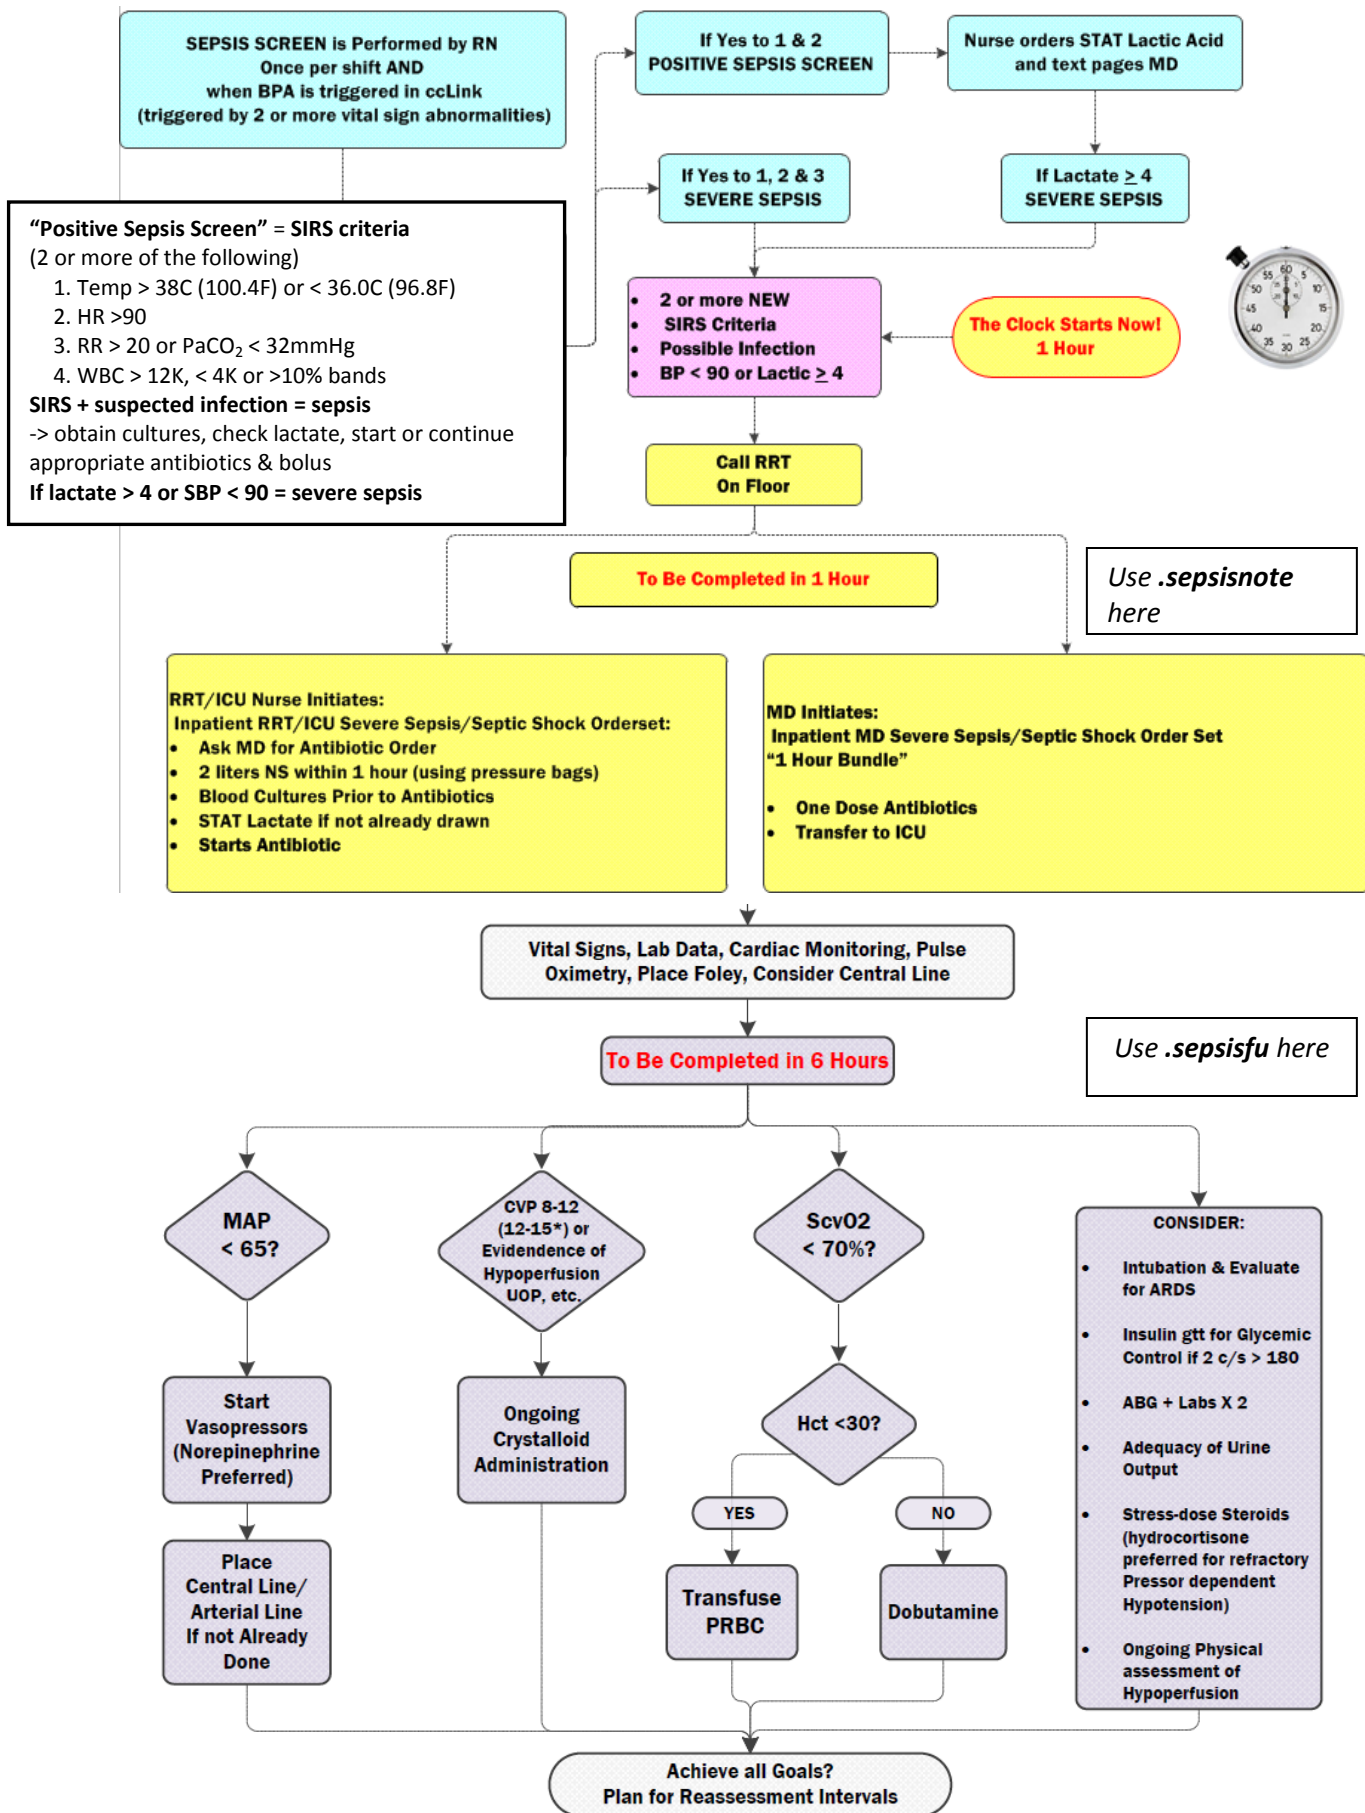 SEPSIS SCREEN is Performed by RN
Once per shift AND
when BPA is triggered in ccLink
(triggered by 2 or more vital sign abnormalities)
If Yes to 1 & 2
POSITIVE SEPSIS SCREEN
Nurse orders STAT Lactic Acid
and text pages MD
If Yes to 1, 2 & 3
SEVERE SEPSIS
If Lactate ≥ 4
SEVERE SEPSIS
“Positive Sepsis Screen” = SIRS criteria
(2 or more of the following)
1. Temp > 38C (100.4F) or < 36.0C (96.8F)
2. HR >90
3. RR > 20 or PaCO₂ < 32mmHg
4. WBC > 12K, < 4K or >10% bands
SIRS + suspected infection = sepsis
-> obtain cultures, check lactate, start or continue
appropriate antibiotics & bolus
If lactate > 4 or SBP < 90 = severe sepsis
• 2 or more NEW
• SIRS Criteria
• Possible Infection
• BP < 90 or Lactic ≥ 4
The Clock Starts Now!
1 Hour
60
5
10
15
20
25
30
35
40
45
50
55
Call RRT
On Floor
To Be Completed in 1 Hour
Use .sepsisnote
here
RRT/ICU Nurse Initiates:
Inpatient RRT/ICU Severe Sepsis/Septic Shock Orderset:
• Ask MD for Antibiotic Order
• 2 liters NS within 1 hour (using pressure bags)
• Blood Cultures Prior to Antibiotics
• STAT Lactate if not already drawn
• Starts Antibiotic
MD Initiates:
Inpatient MD Severe Sepsis/Septic Shock Order Set
“1 Hour Bundle”
• One Dose Antibiotics
• Transfer to ICU
Vital Signs, Lab Data, Cardiac Monitoring, Pulse
Oximetry, Place Foley, Consider Central Line
To Be Completed in 6 Hours
Use .sepsisfu here
MAP
< 65?
CVP 8-12
(12-15*) or
Evidendence of
Hypoperfusion
UOP, etc.
ScvO2
< 70%?
CONSIDER:
• Intubation & Evaluate
for ARDS
• Insulin gtt for Glycemic
Control if 2 c/s > 180
• ABG + Labs X 2
• Adequacy of Urine
Output
• Stress-dose Steroids
(hydrocortisone
preferred for refractory
Pressor dependent
Hypotension)
• Ongoing Physical
assessment of
Hypoperfusion
Start
Vasopressors
(Norepinephrine
Preferred)
Ongoing
Crystalloid
Administration
Hct <30?
YES
NO
Place
Central Line/
Arterial Line
If not Already
Done
Transfuse
PRBC
Dobutamine
Achieve all Goals?
Plan for Reassessment Intervals